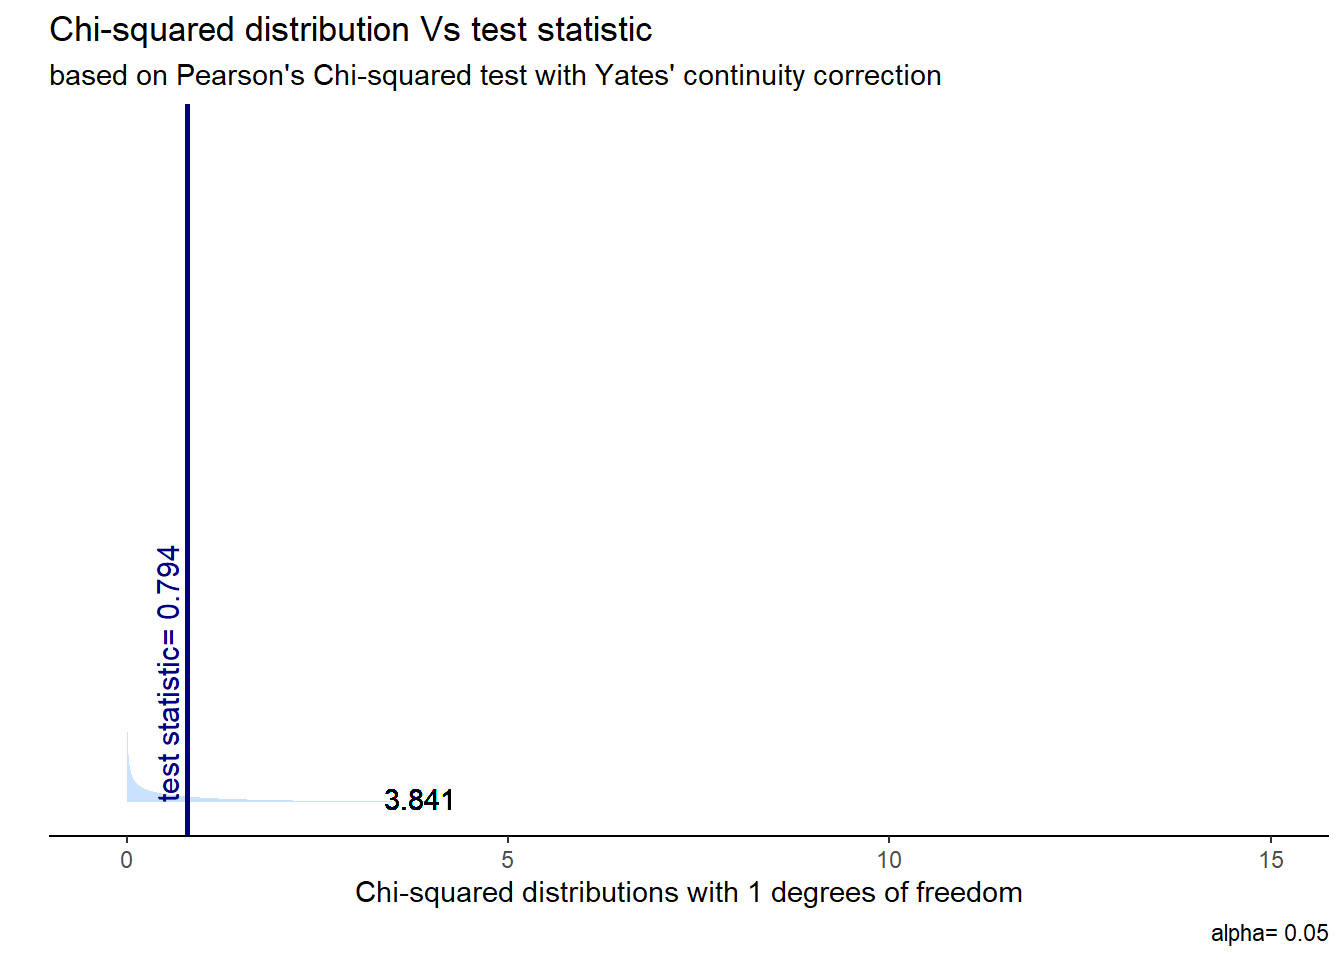 Chi-squared distribution Vs test statistic
based on Pearson's Chi-squared test with Yates' continuity correction
test statistic= 0.794
3.841
0 5 10 15
Chi-squared distributions with 1 degrees of freedom
alpha= 0.05